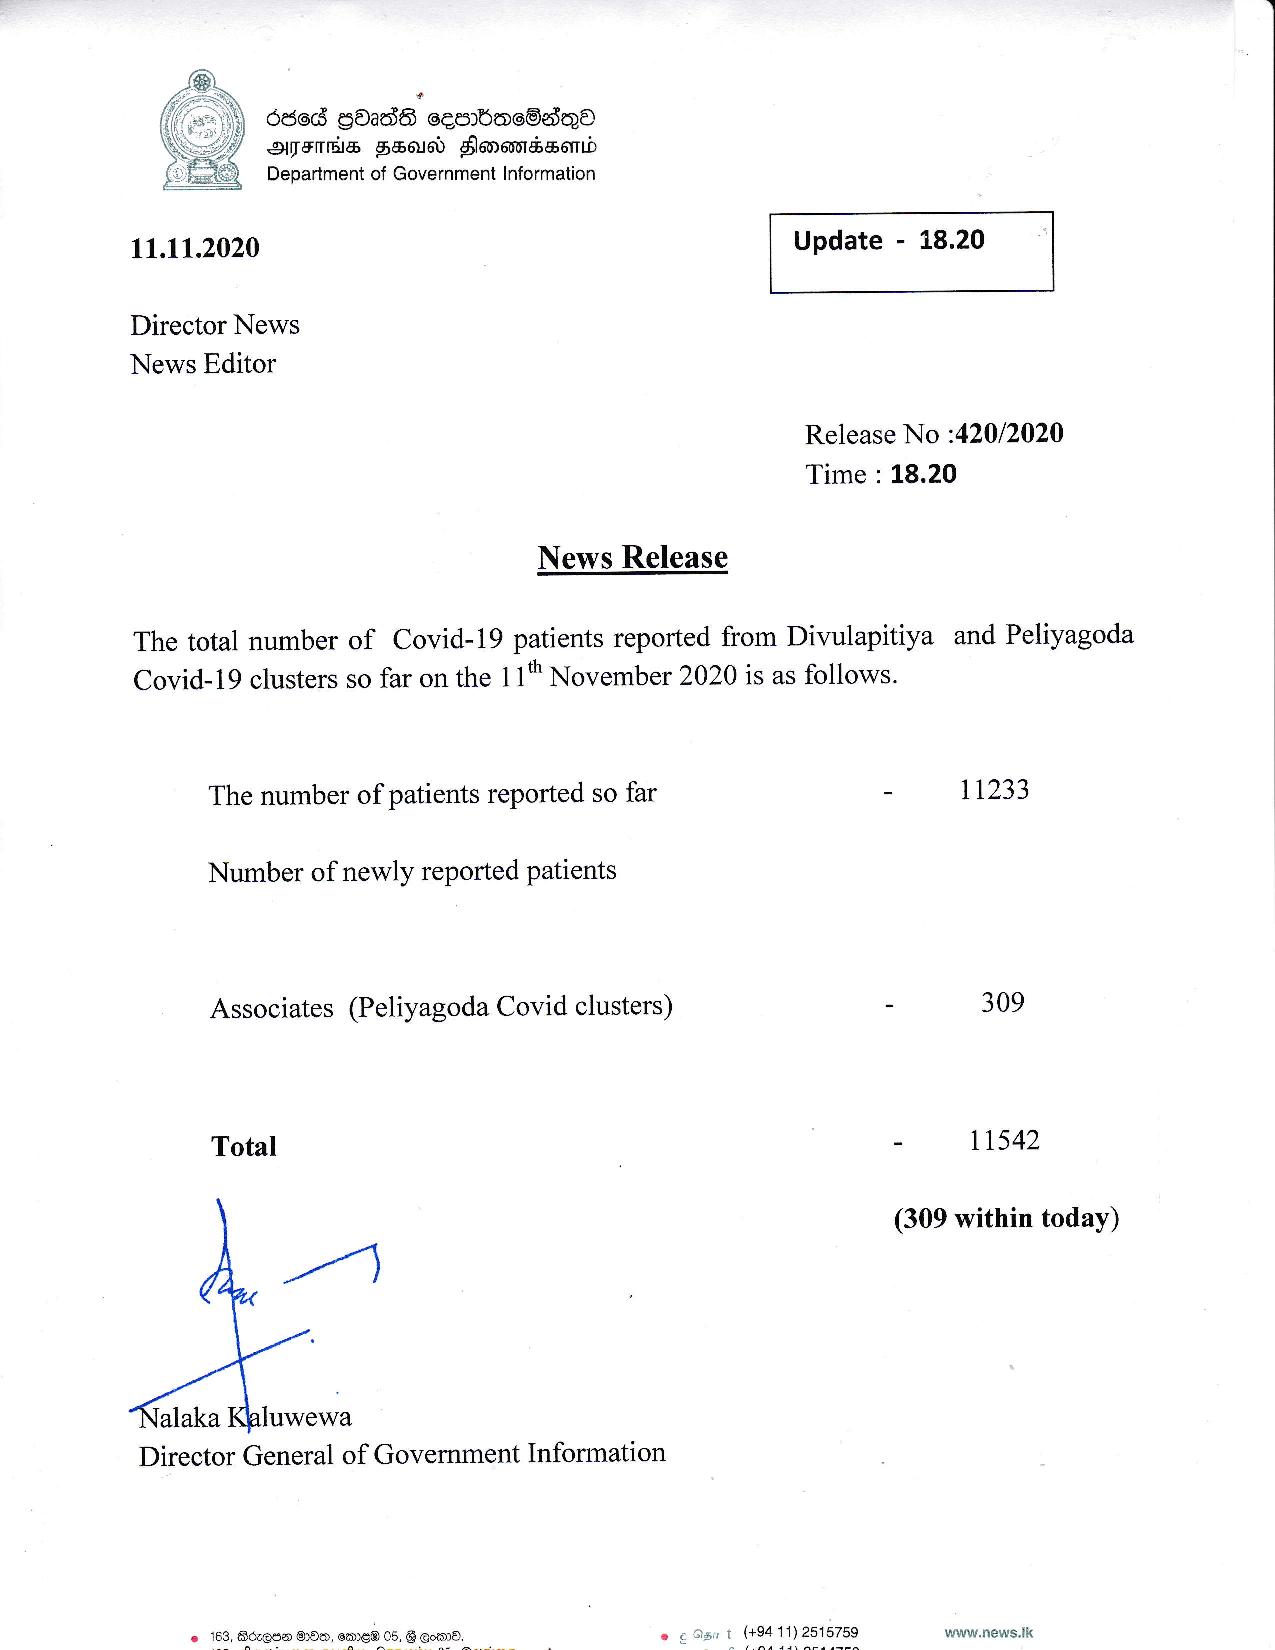 රජයේ ප්‍රවෘත්ති දෙපාර්තමේන්තුව
அரசாங்க தகவல் திணைக்களம்
Department of Government Information
11.11.2020
Update - 18.20
Director News
News Editor
Release No :420/2020
Time : 18.20
News Release
The total number of Covid-19 patients reported from Divulapitiya and Peliyagoda
Covid-19 clusters so far on the 11th November 2020 is as follows.
The number of patients reported so far - 11233
Number of newly reported patients
Associates (Peliyagoda Covid clusters) - 309
Total - 11542
(309 within today)
Nalaka Kaluwewa
Director General of Government Information
163, කිරුලපන මාවත, කොළඹ 05, ශ්‍රී ලංකාව.
(+94 11) 2515759
www.news.lk